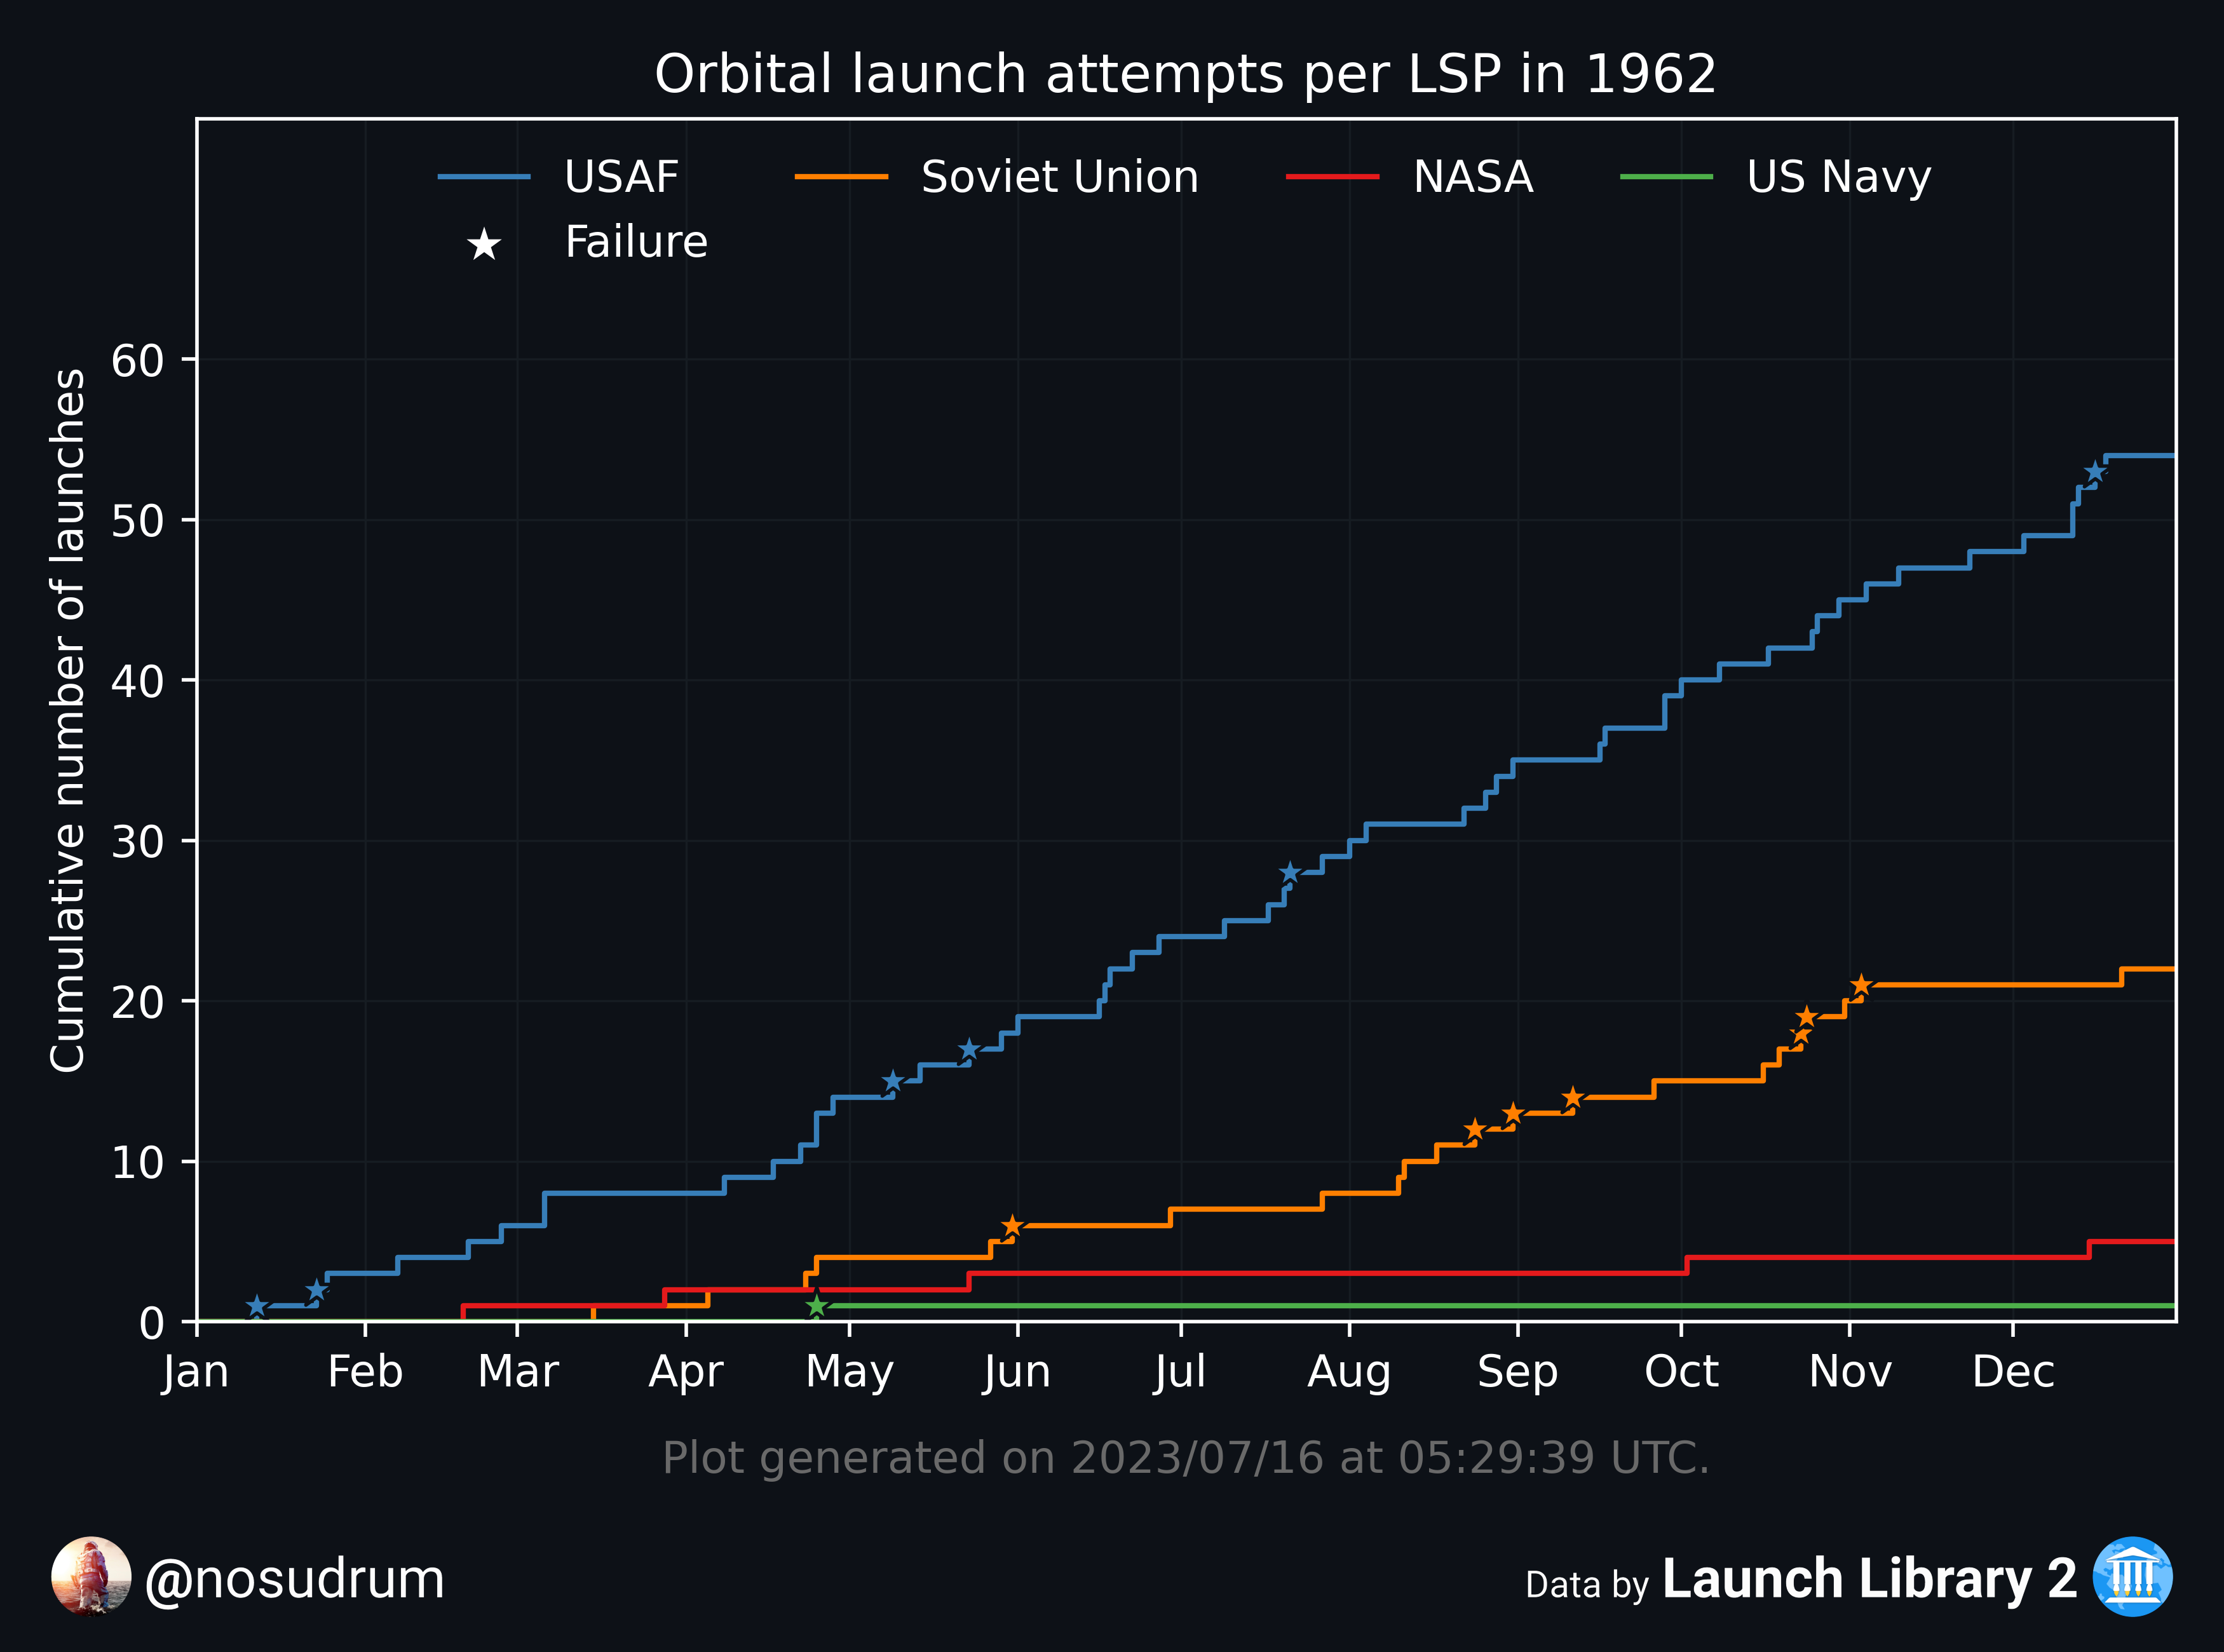 Orbital launch attempts per LSP in 1962
USAF Soviet Union NASA US Navy
Failure
Cumulative number of launches
60
50
40
30
20
10
0
Jan Feb Mar Apr May Jun Jul Aug Sep Oct Nov Dec
Plot generated on 2023/07/16 at 05:29:39 UTC.
@nosudrum
Data by Launch Library 2